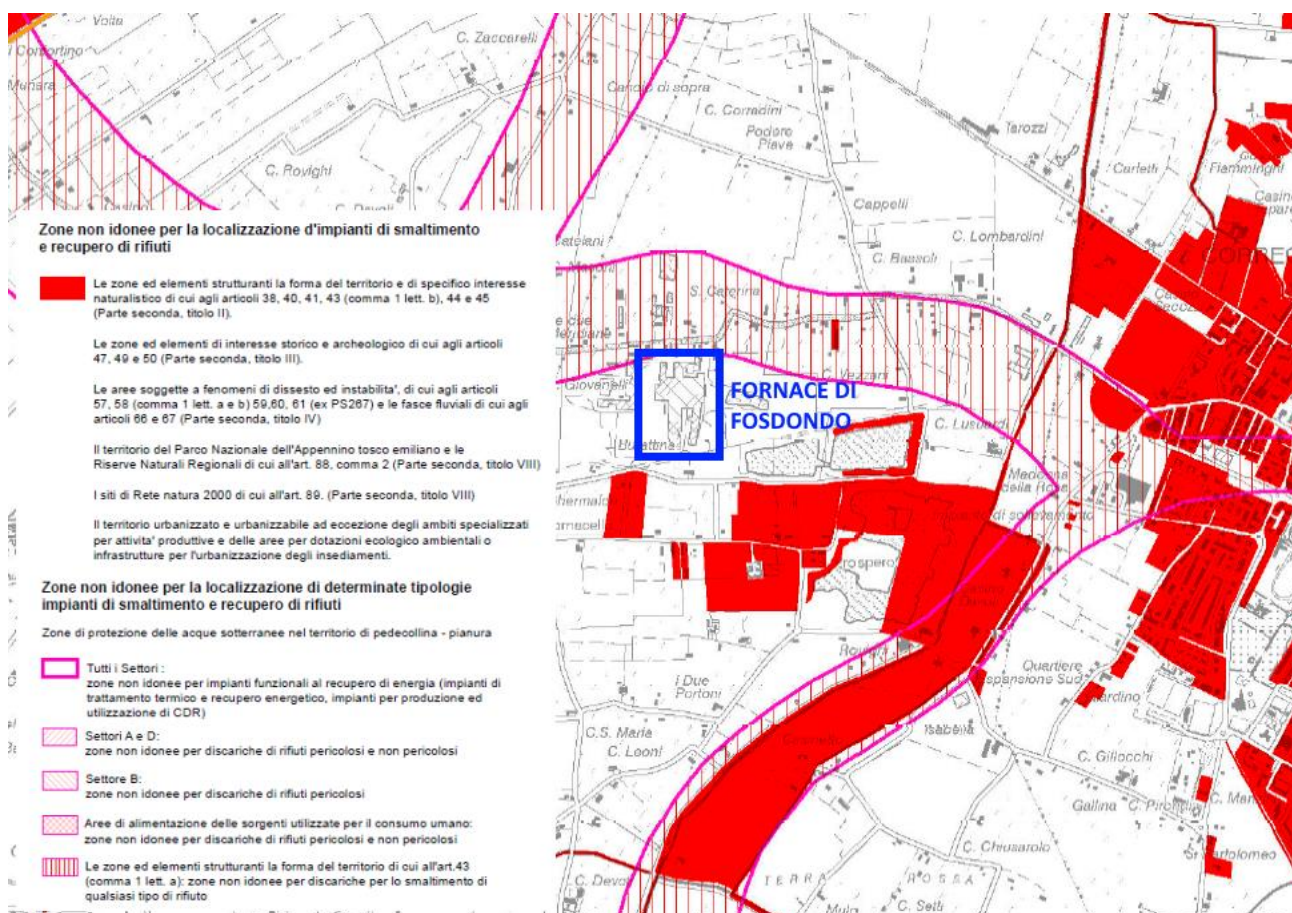 Volta
C. Zaccarelli
i Confortino
Munara
Candio di sopra
C. Corradini
Podere
Pieve
Tarozzi
C. Rovighi
Carletti
Fiamminghi
Cappelli
C. Lombardini
C. Bassoli
S. Caterina
CORREG
Zone non idonee per la localizzazione d'impianti di smaltimento
e recupero di rifiuti
Le zone ed elementi strutturanti la forma del territorio e di specifico interesse
naturalistico di cui agli articoli 38, 40, 41, 43 (comma 1 lett. b), 44 e 45
(Parte seconda, titolo II).
Le zone ed elementi di interesse storico e archeologico di cui agli articoli
47, 49 e 50 (Parte seconda, titolo III).
Le aree soggette a fenomeni di dissesto ed instabilita', di cui agli articoli
57, 58 (comma 1 lett. a e b) 59,60, 61 (ex PS267) e le fasce fluviali di cui agli
articoli 66 e 67 (Parte seconda, titolo IV)
Il territorio del Parco Nazionale dell'Appennino tosco emiliano e le
Riserve Naturali Regionali di cui all'art. 88, comma 2 (Parte seconda, titolo VIII)
I siti di Rete natura 2000 di cui all'art. 89. (Parte seconda, titolo VIII)
Il territorio urbanizzato e urbanizzabile ad eccezione degli ambiti specializzati
per attivita' produttive e delle aree per dotazioni ecologico ambientali o
infrastrutture per l'urbanizzazione degli insediamenti.
Zone non idonee per la localizzazione di determinate tipologie
impianti di smaltimento e recupero di rifiuti
Zone di protezione delle acque sotterranee nel territorio di pedecollina - pianura
Tutti i Settori :
zone non idonee per impianti funzionali al recupero di energia (impianti di
trattamento termico e recupero energetico, impianti per produzione ed
utilizzazione di CDR)
Settori A e D:
zone non idonee per discariche di rifiuti pericolosi e non pericolosi
Settore B:
zone non idonee per discariche di rifiuti pericolosi
Aree di alimentazione delle sorgenti utilizzate per il consumo umano:
zone non idonee per discariche di rifiuti pericolosi e non pericolosi
Le zone ed elementi strutturanti la forma del territorio di cui all'art.43
(comma 1 lett. a): zone non idonee per discariche per lo smaltimento di
qualsiasi tipo di rifiuto
Giovanelli
C. Vezzani
FORNACE DI
FOSDONDO
C. Lusuardi
Madonna
della Rosa
rospero
Quartiere
Espansione Sud
i Due
Portoni
C.S. Maria
C. Leoni
Isabella
C. Gilocchi
Gallina
C. Chiusarolo
S. Bartolomeo
TERRA ROSSA
C. Setti